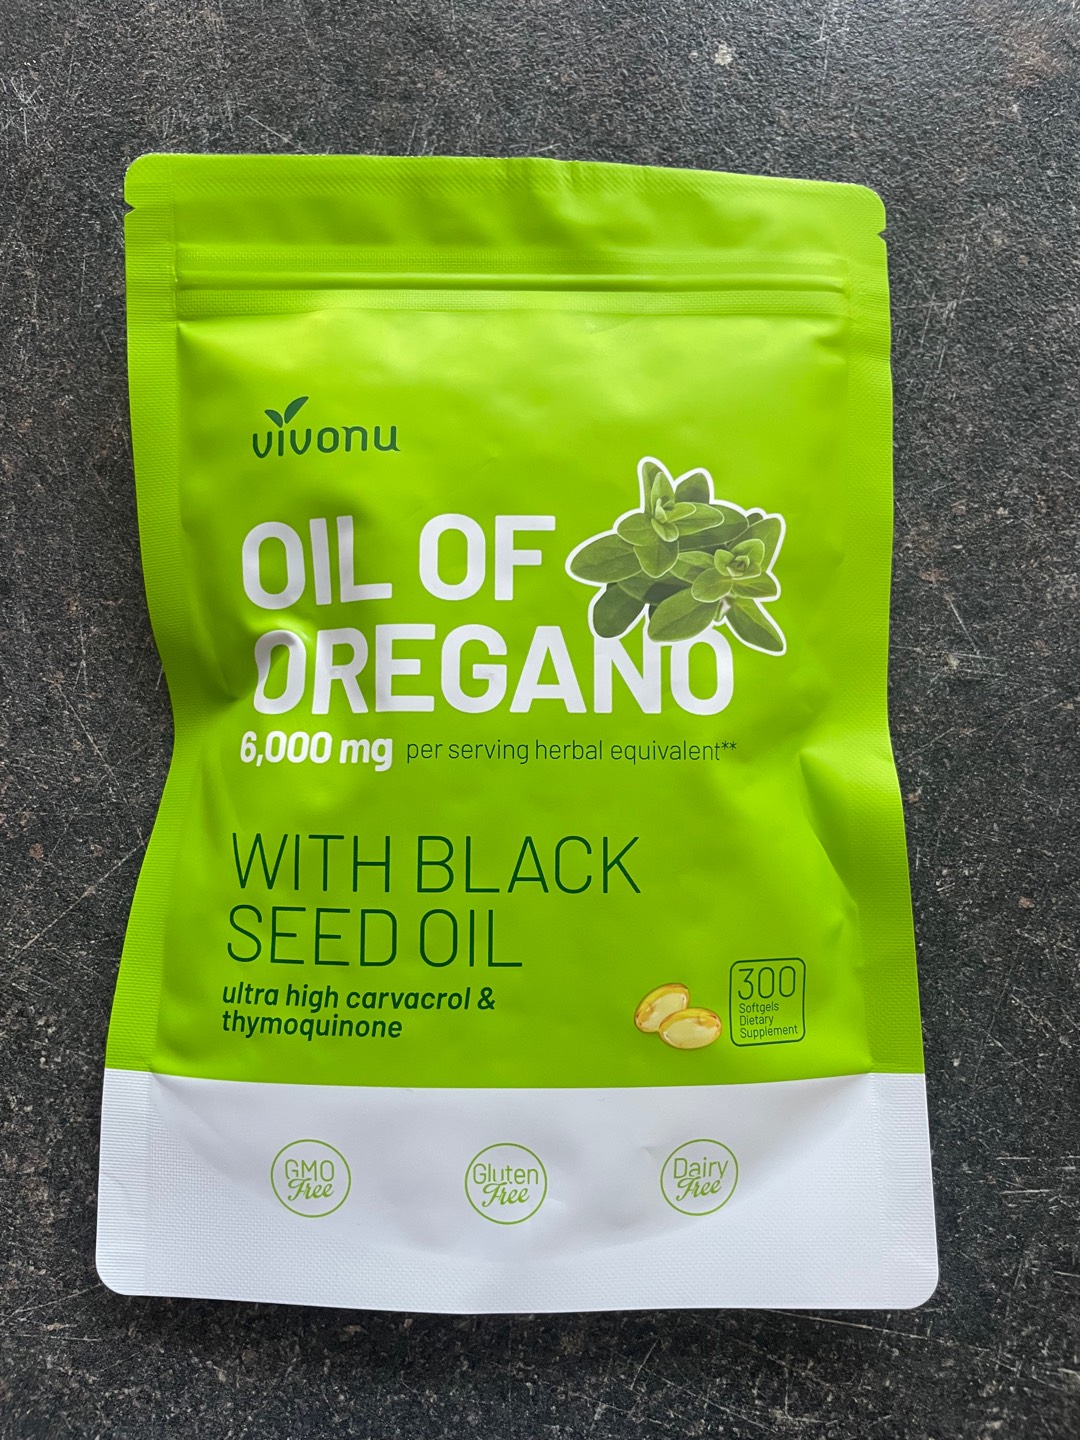 vivonu
OIL OF
OREGANO
6,000 mg per serving herbal equivalent**
WITH BLACK
SEED OIL
ultra high carvacrol &
thymoquinone
300
Softgels
Dietary
Supplement
GMO
Free
Gluten
Free
Dairy
Free